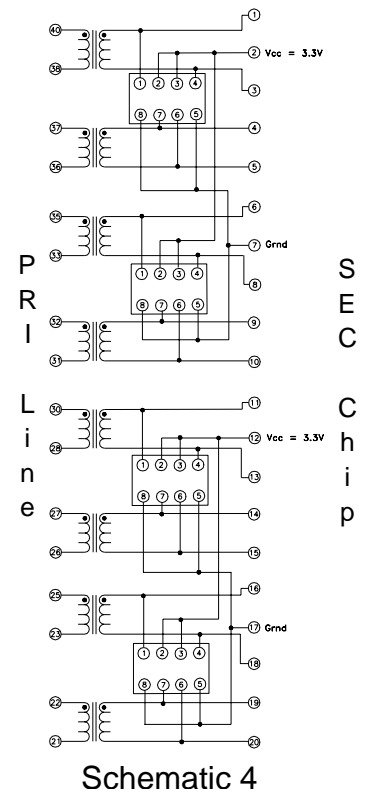 40 1
2 Vcc = 3.3V
38 3
1 2 3 4
8 7 6 5
37 4
36 5
35 6
7 Grnd
33 8
1 2 3 4
8 7 6 5
32 9
31 10
PRI
SEC
30 11
12 Vcc = 3.3V
28 13
1 2 3 4
8 7 6 5
27 14
26 15
25 16
17 Grnd
23 18
1 2 3 4
8 7 6 5
22 19
21 20
Line
Chip
Schematic 4